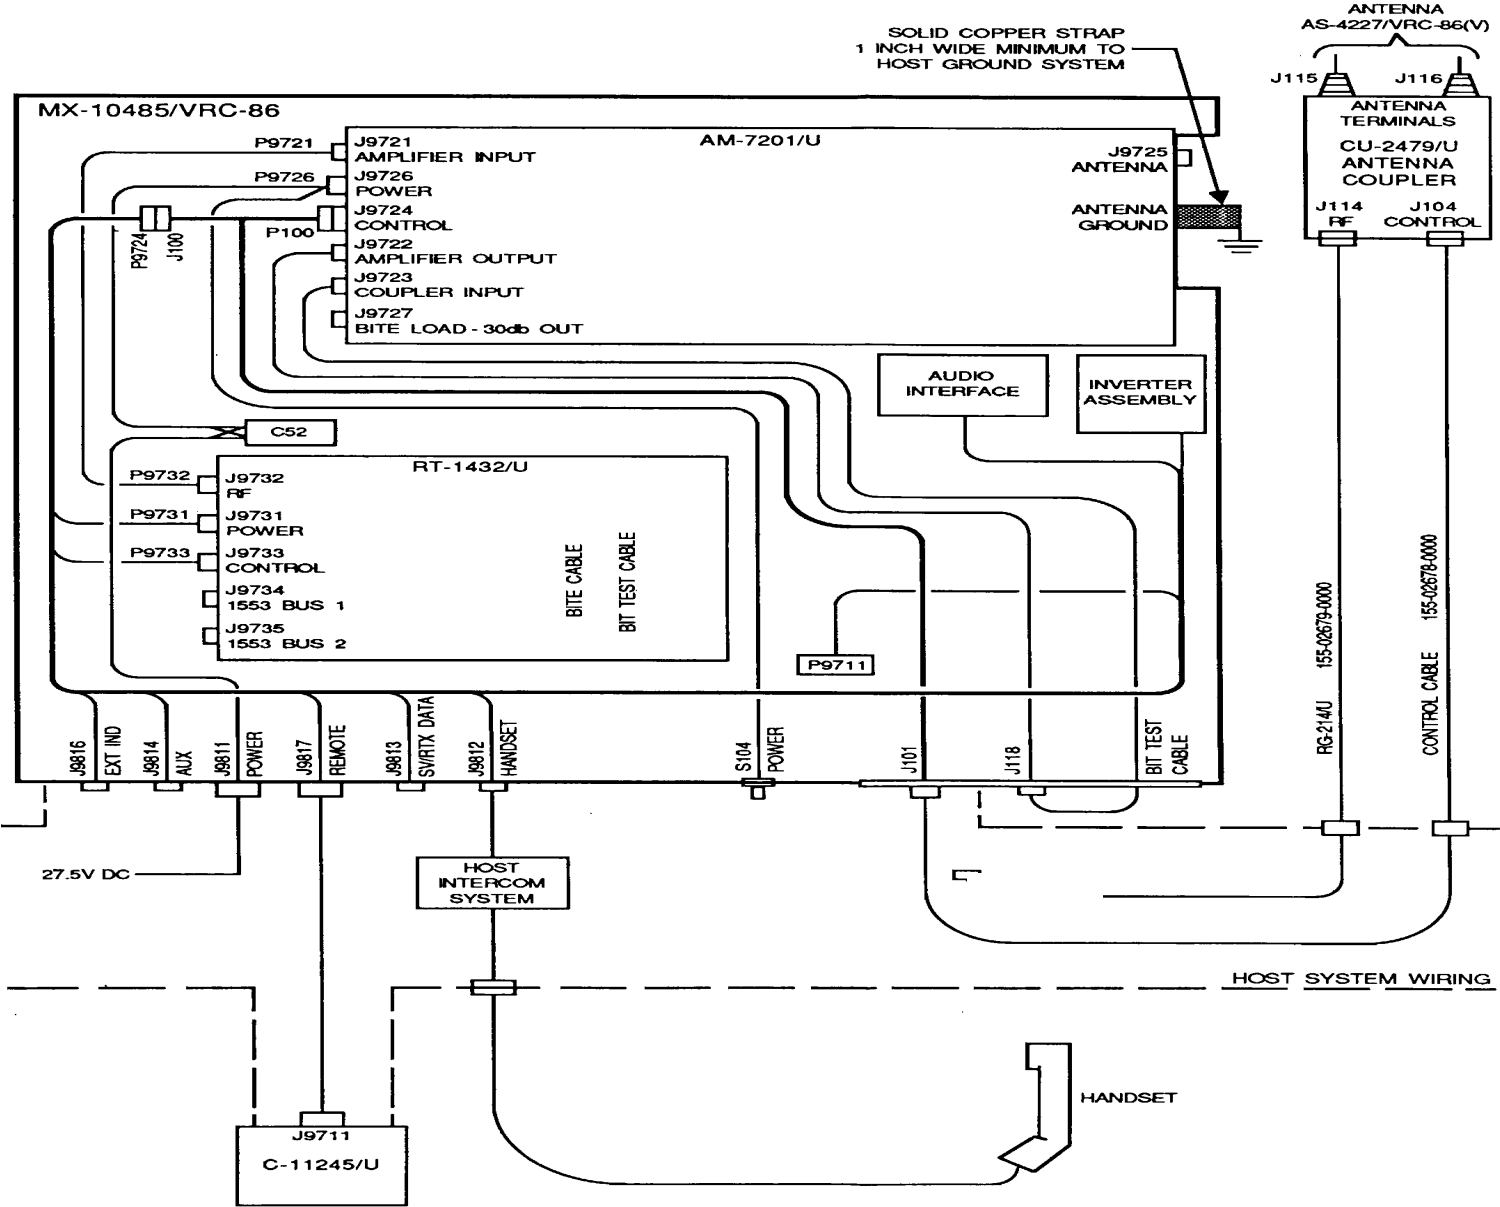 ANTENNA
AS-4227/VRC-86(V)
SOLID COPPER STRAP
1 INCH WIDE MINIMUM TO
HOST GROUND SYSTEM
J115
J116
MX-10485/VRC-86
ANTENNA
TERMINALS
CU-2479/U
ANTENNA
COUPLER
J114
RF
J104
CONTROL
AM-7201/U
P9721
J9721
AMPLIFIER INPUT
P9726
J9726
POWER
J9724
CONTROL
P100
P9724
J100
J9722
AMPLIFIER OUTPUT
J9723
COUPLER INPUT
J9727
BITE LOAD - 30db OUT
J9725
ANTENNA
ANTENNA
GROUND
AUDIO
INTERFACE
INVERTER
ASSEMBLY
C52
RT-1432/U
P9732
J9732
RF
P9731
J9731
POWER
P9733
J9733
CONTROL
J9734
1553 BUS 1
J9735
1553 BUS 2
BITE CABLE
BIT TEST CABLE
P9711
RG-214/U 155-02679-0000
CONTROL CABLE 155-02678-0000
J9816
EXT IND
J9814
AUX
J9811
POWER
J9817
REMOTE
J9813
SV/RTX DATA
J9812
HANDSET
S104
POWER
J101
J118
BIT TEST
CABLE
27.5V DC
HOST
INTERCOM
SYSTEM
HOST SYSTEM WIRING
HANDSET
J9711
C-11245/U